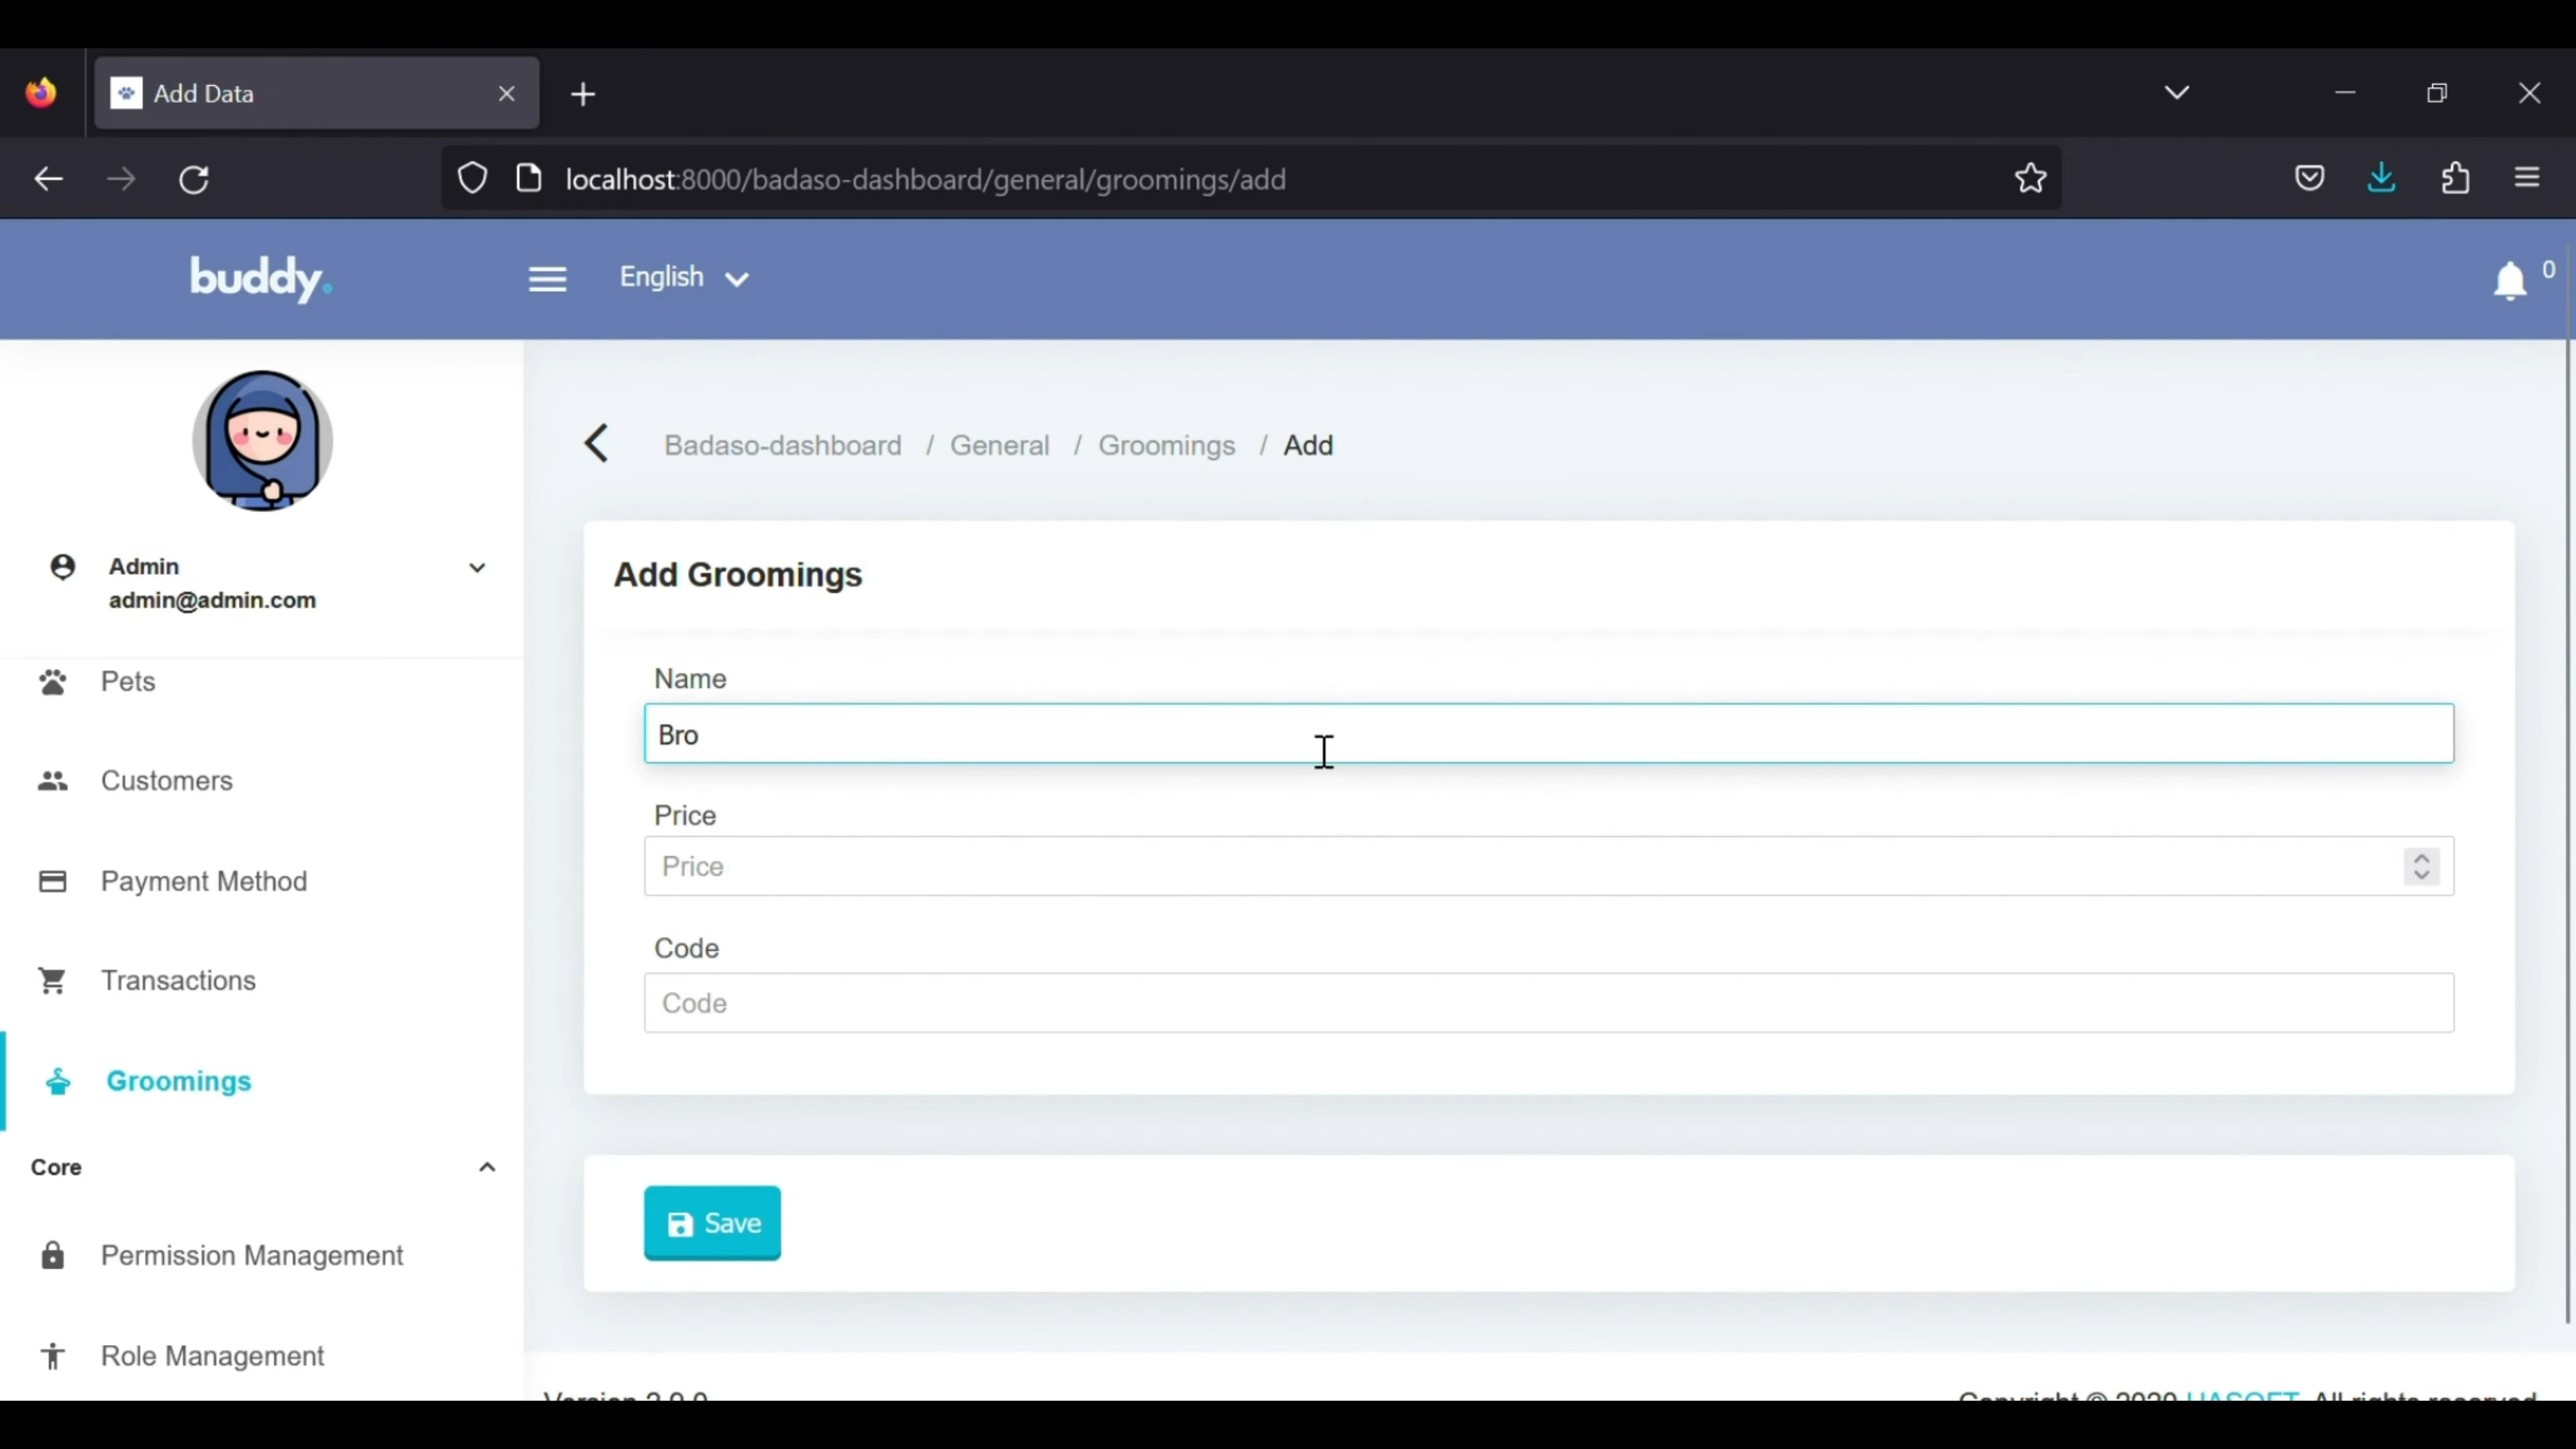 Add Data
localhost:8000/badaso-dashboard/general/groomings/add
buddy.
English
0
Admin
admin@admin.com
Pets
Customers
Payment Method
Transactions
Groomings
Core
Permission Management
Role Management
Badaso-dashboard / General / Groomings / Add
Add Groomings
Name
Bro
Price
Price
Code
Code
Save